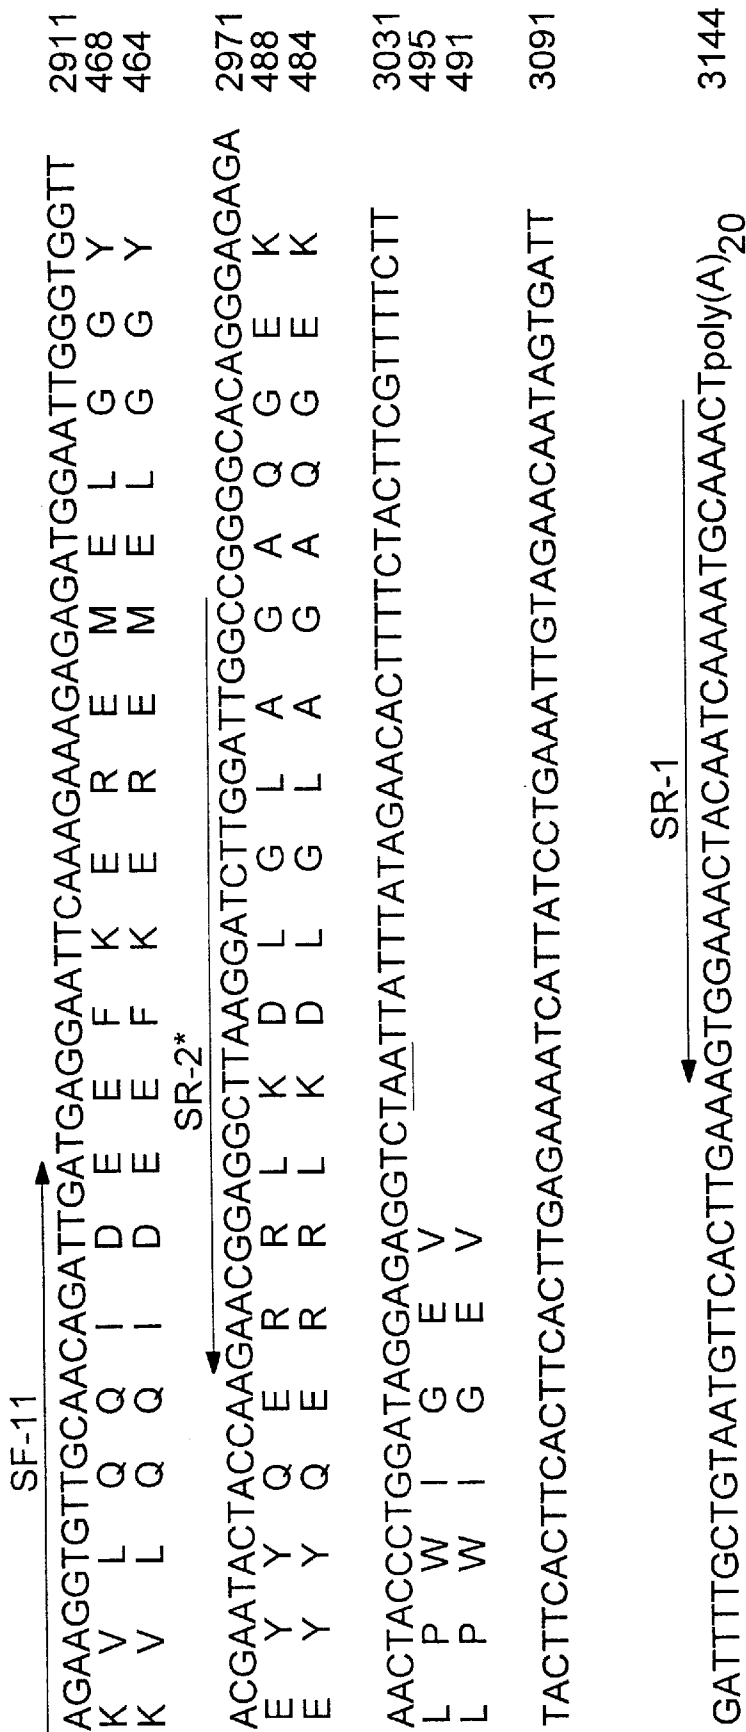 SF-11
AGAAGGTGTTGCAACAGATTGATGAGGAATTCAAAGAAAGAGAGATGGAATTGGGTGGTT 2911
K V L Q Q I D E E F K E R E M E L G G Y 468
K V L Q Q I D E E F K E R E M E L G G Y 464
SR-2*
ACGAATACTACCAAGAACGGAGGCTTAAGGATCTTGGATTGGCCGGGGCACAGGGAGAGA 2971
E Y Y Q E R R L K D L G L A G A Q G E K 488
E Y Y Q E R R L K D L G L A G A Q G E K 484
AACTACCCTGGATAGGAGAGGTCTAATTATTTATAGAACACTTTTCTACTTCGTTTTCTT 3031
L P W I G E V 495
L P W I G E V 491
TACTTCACTTCACTTCACTTGAGAAAATCATTATCCTGAAATTGTAGAACAATAGTGATT 3091
SR-1
GATTTTGCTGTAATGTTCACTTGAAAGTGGAAACTACAATCAAAATGCAAACTpoly(A)20 3144